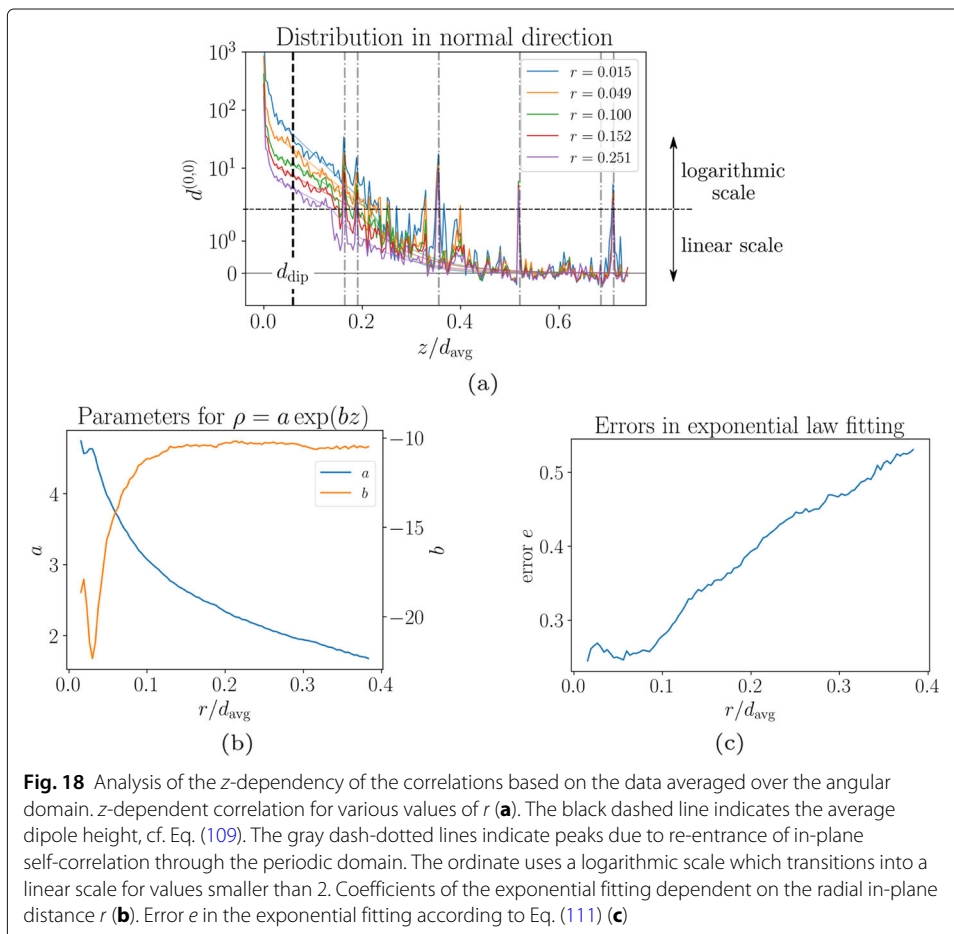 Distribution in normal direction
10³
10²
10¹
10⁰
0
d^(0,0)
r = 0.015
r = 0.049
r = 0.100
r = 0.152
r = 0.251
logarithmic
scale
linear scale
d_dip
0.0 0.2 0.4 0.6
z/d_avg
(a)
Parameters for ρ = a exp(bz)
4
3
2
a
a
b
−10
−15
−20
b
0.0 0.1 0.2 0.3 0.4
r/d_avg
(b)
Errors in exponential law fitting
0.5
0.4
0.3
error e
0.0 0.1 0.2 0.3 0.4
r/d_avg
(c)
Fig. 18 Analysis of the z-dependency of the correlations based on the data averaged over the angular
domain. z-dependent correlation for various values of r (a). The black dashed line indicates the average
dipole height, cf. Eq. (109). The gray dash-dotted lines indicate peaks due to re-entrance of in-plane
self-correlation through the periodic domain. The ordinate uses a logarithmic scale which transitions into a
linear scale for values smaller than 2. Coefficients of the exponential fitting dependent on the radial in-plane
distance r (b). Error e in the exponential fitting according to Eq. (111) (c)